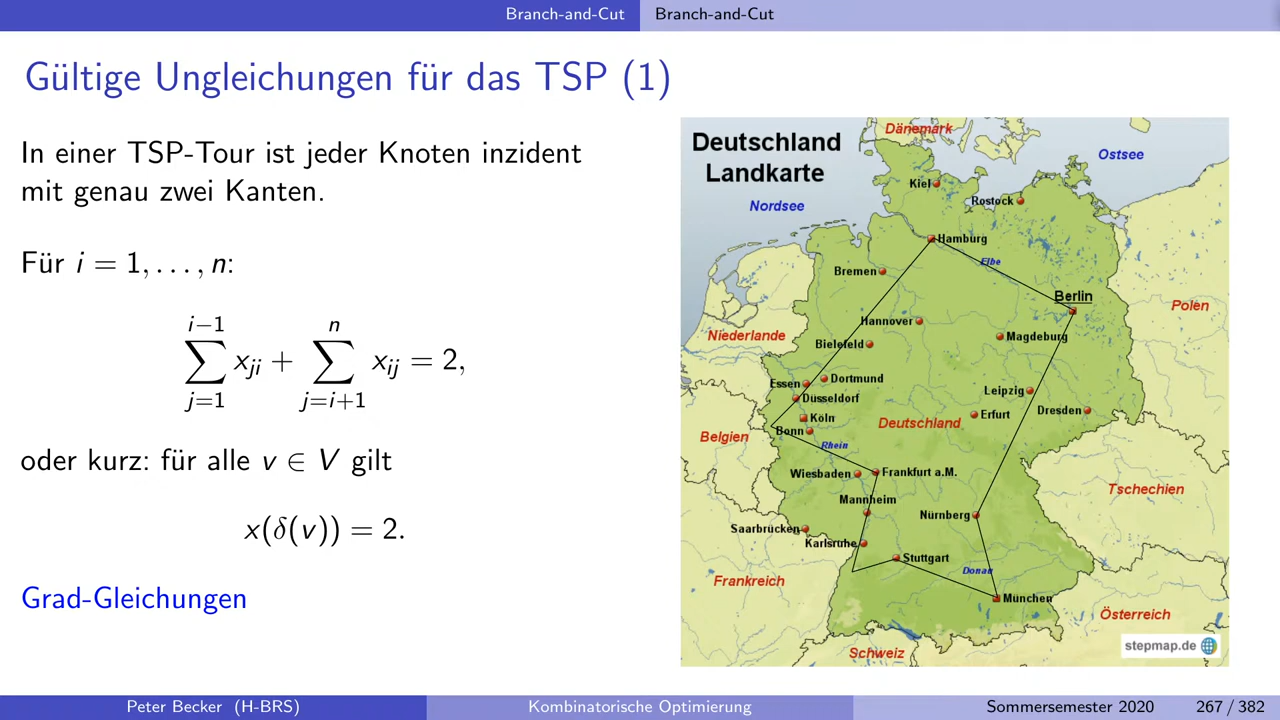 Branch-and-Cut Branch-and-Cut
Gültige Ungleichungen für das TSP (1)
In einer TSP-Tour ist jeder Knoten inzident
mit genau zwei Kanten.
Für i = 1, . . . , n:
i−1 n
∑ xji + ∑ xij = 2,
j=1 j=i+1
oder kurz: für alle v ∈ V gilt
x(δ(v)) = 2.
Grad-Gleichungen
Deutschland
Landkarte
Dänemark
Ostsee
Nordsee
Kiel
Rostock
Hamburg
Elbe
Bremen
Berlin
Polen
Hannover
Niederlande
Magdeburg
Bielefeld
Dortmund
Essen
Leipzig
Düsseldorf
Köln
Erfurt
Dresden
Deutschland
Bonn
Belgien
Rhein
Wiesbaden
Frankfurt a.M.
Tschechien
Mannheim
Nürnberg
Saarbrücken
Karlsruhe
Stuttgart
Donau
Frankreich
München
Österreich
Schweiz
stepmap.de
Peter Becker (H-BRS) Kombinatorische Optimierung Sommersemester 2020 267 / 382